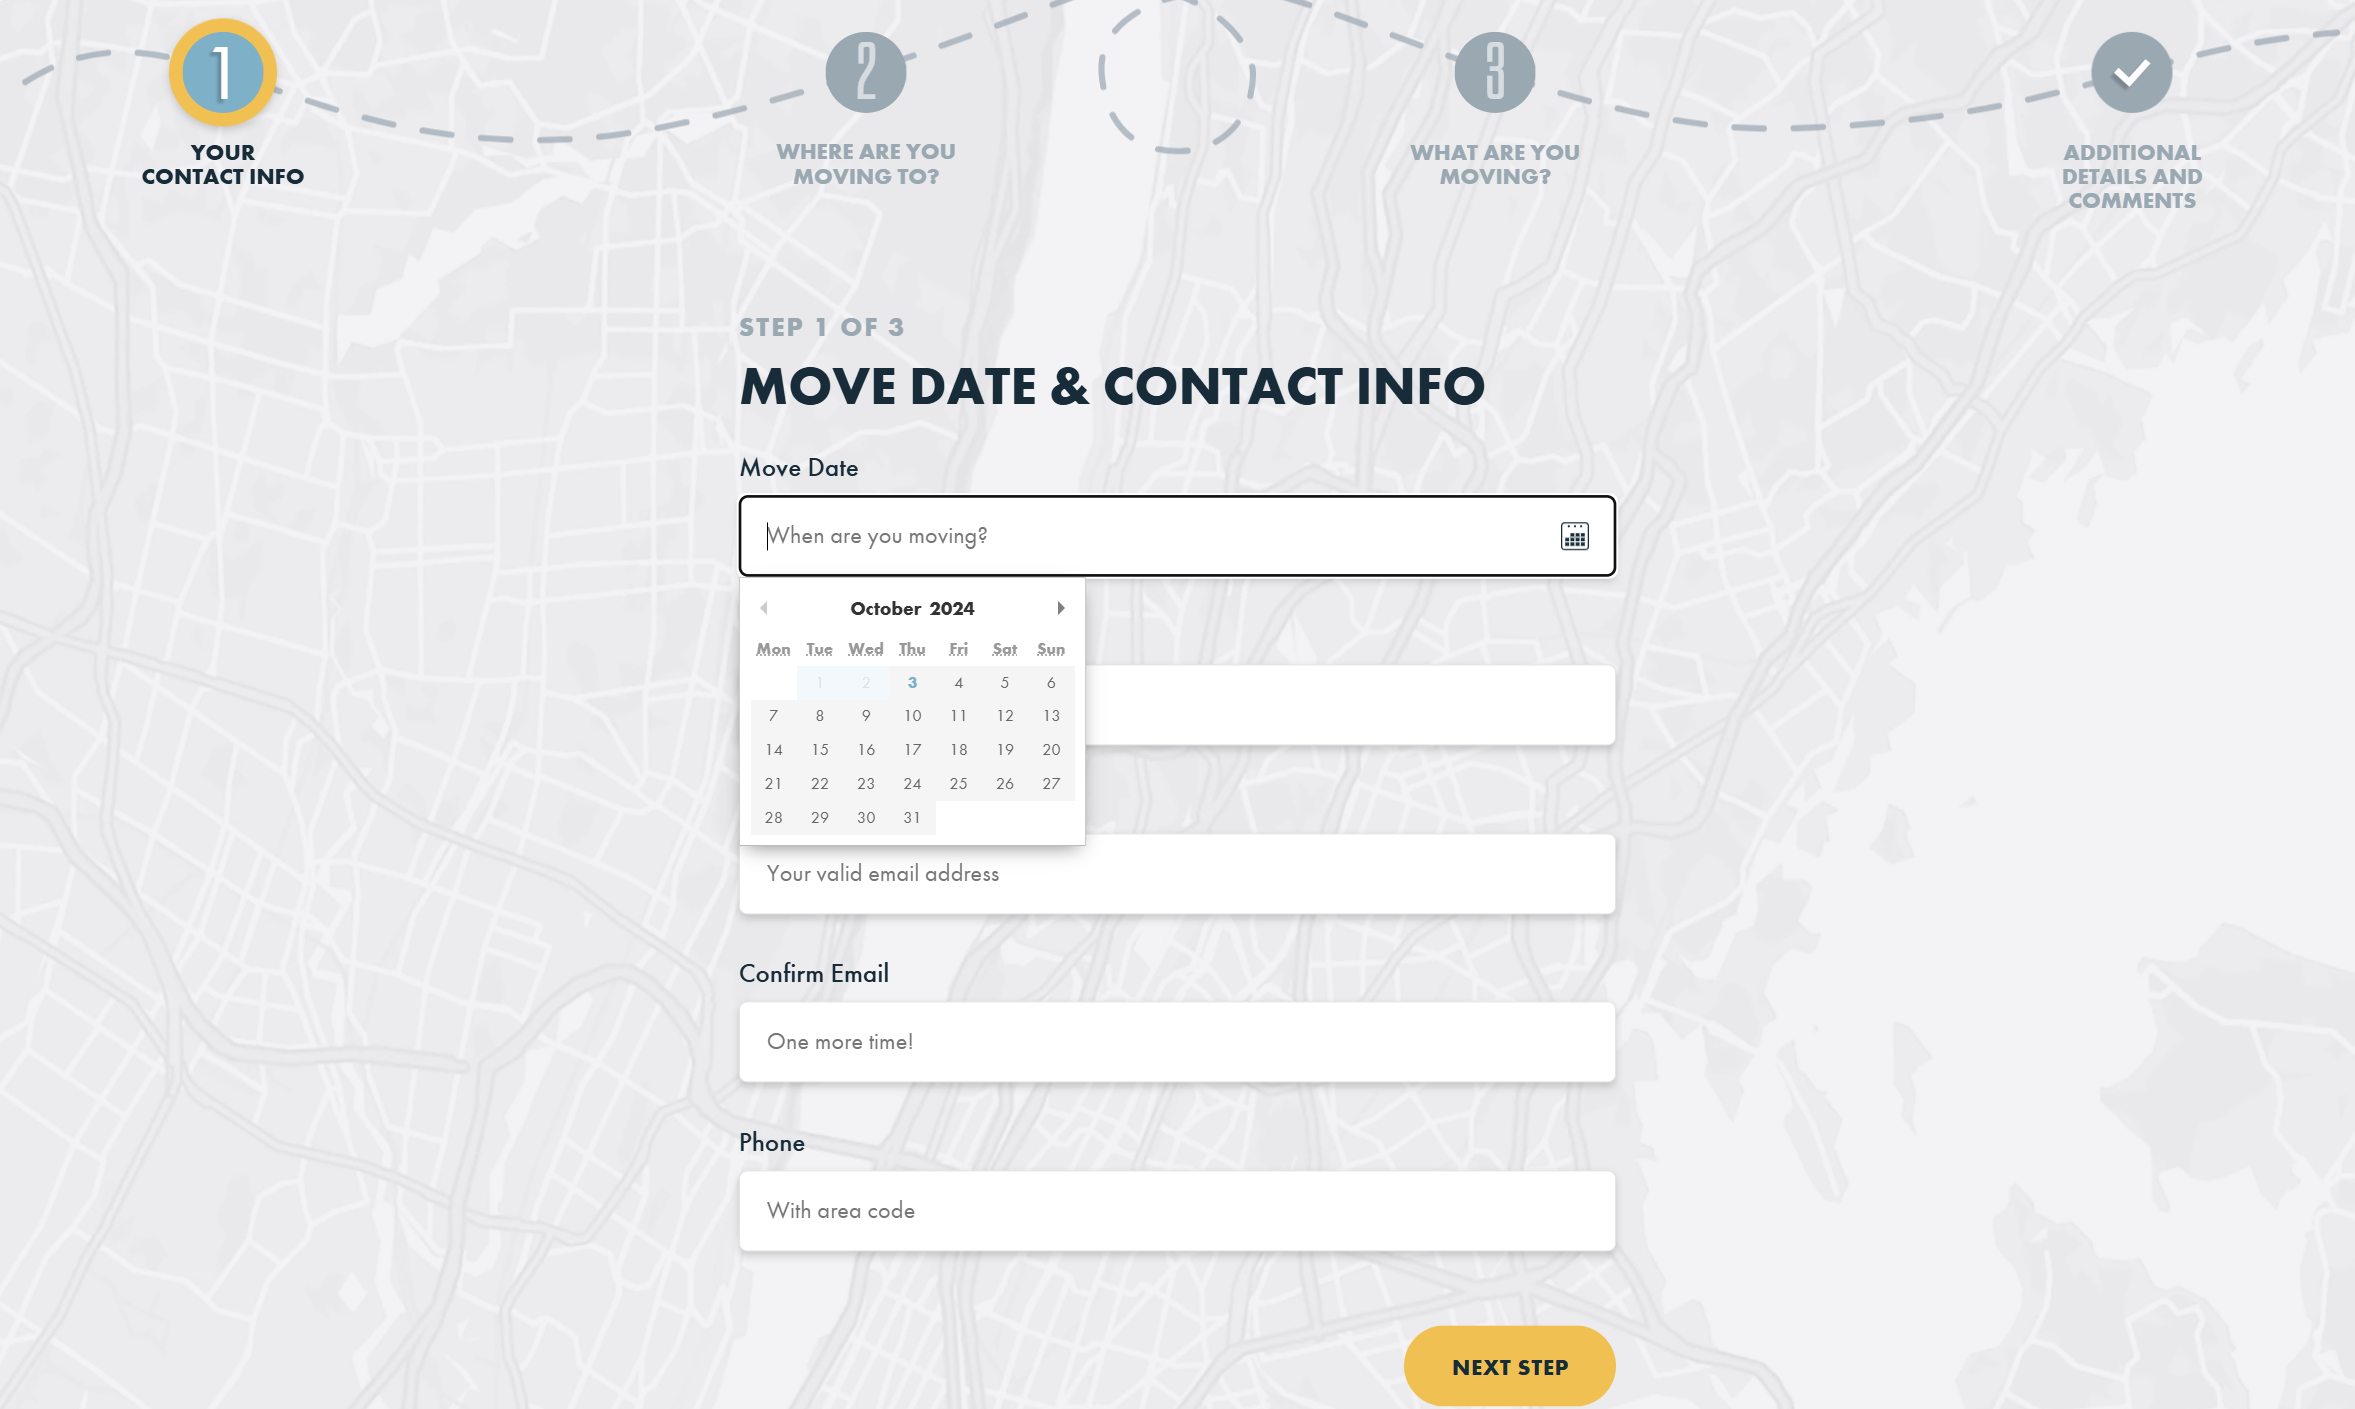 1
YOUR
CONTACT INFO
2
WHERE ARE YOU
MOVING TO?
3
WHAT ARE YOU
MOVING?
ADDITIONAL
DETAILS AND
COMMENTS
STEP 1 OF 3
MOVE DATE & CONTACT INFO
Move Date
When are you moving?
October 2024
Mon Tue Wed Thu Fri Sat Sun
1 2 3 4 5 6
7 8 9 10 11 12 13
14 15 16 17 18 19 20
21 22 23 24 25 26 27
28 29 30 31
Your valid email address
Confirm Email
One more time!
Phone
With area code
NEXT STEP